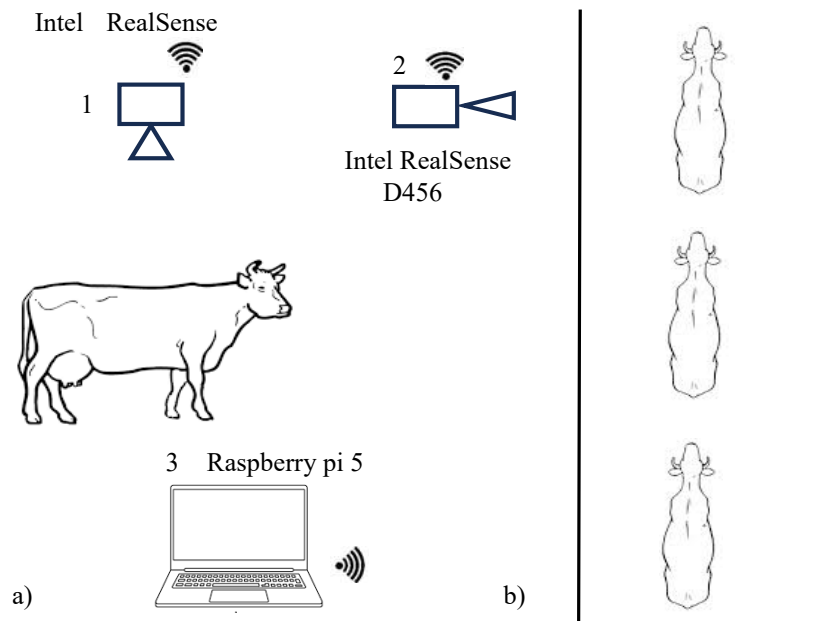 Intel RealSense
1
2
Intel RealSense
D456
3 Raspberry pi 5
a)
b)